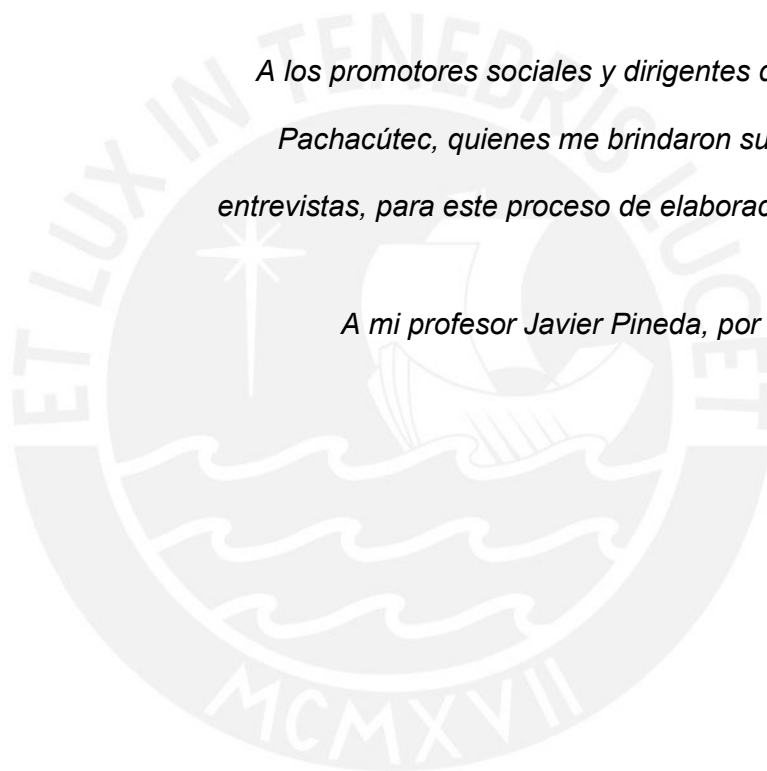 A los promotores sociales y dirigentes d
Pachacútec, quienes me brindaron su
entrevistas, para este proceso de elaborac
A mi profesor Javier Pineda, por
ET LUX IN TENEBRIS LUCET
MCMXVII